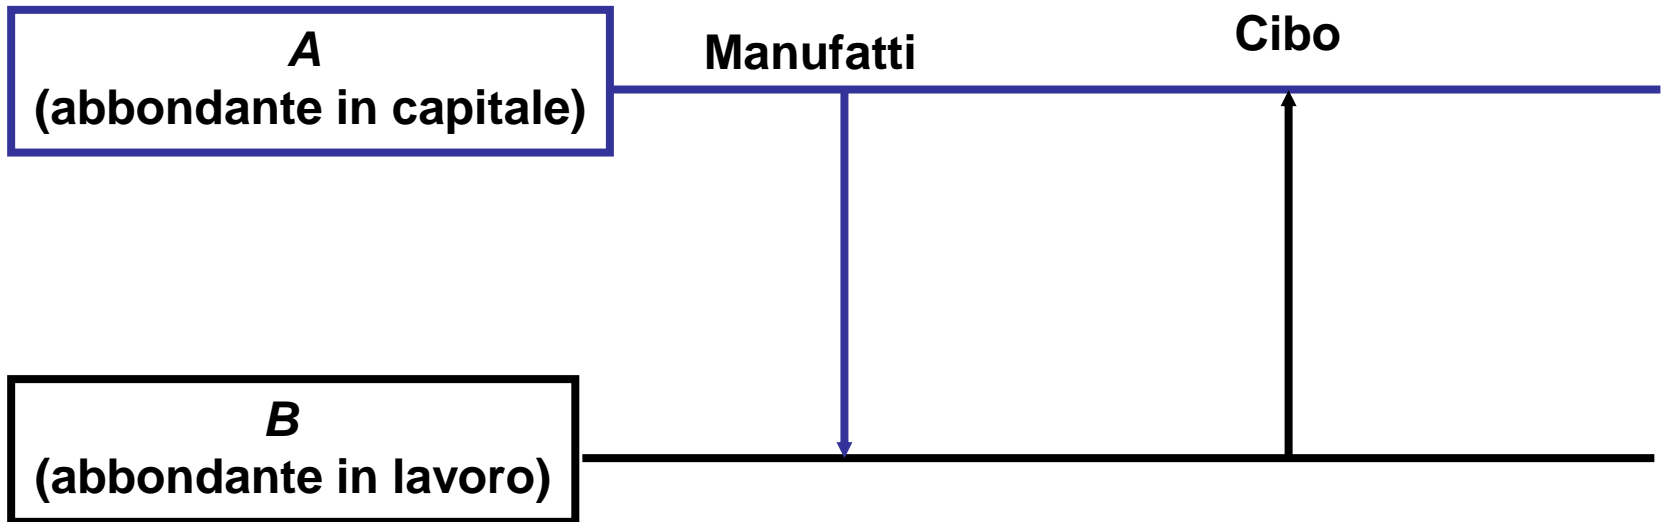 A
(abbondante in capitale)
Manufatti
Cibo
B
(abbondante in lavoro)